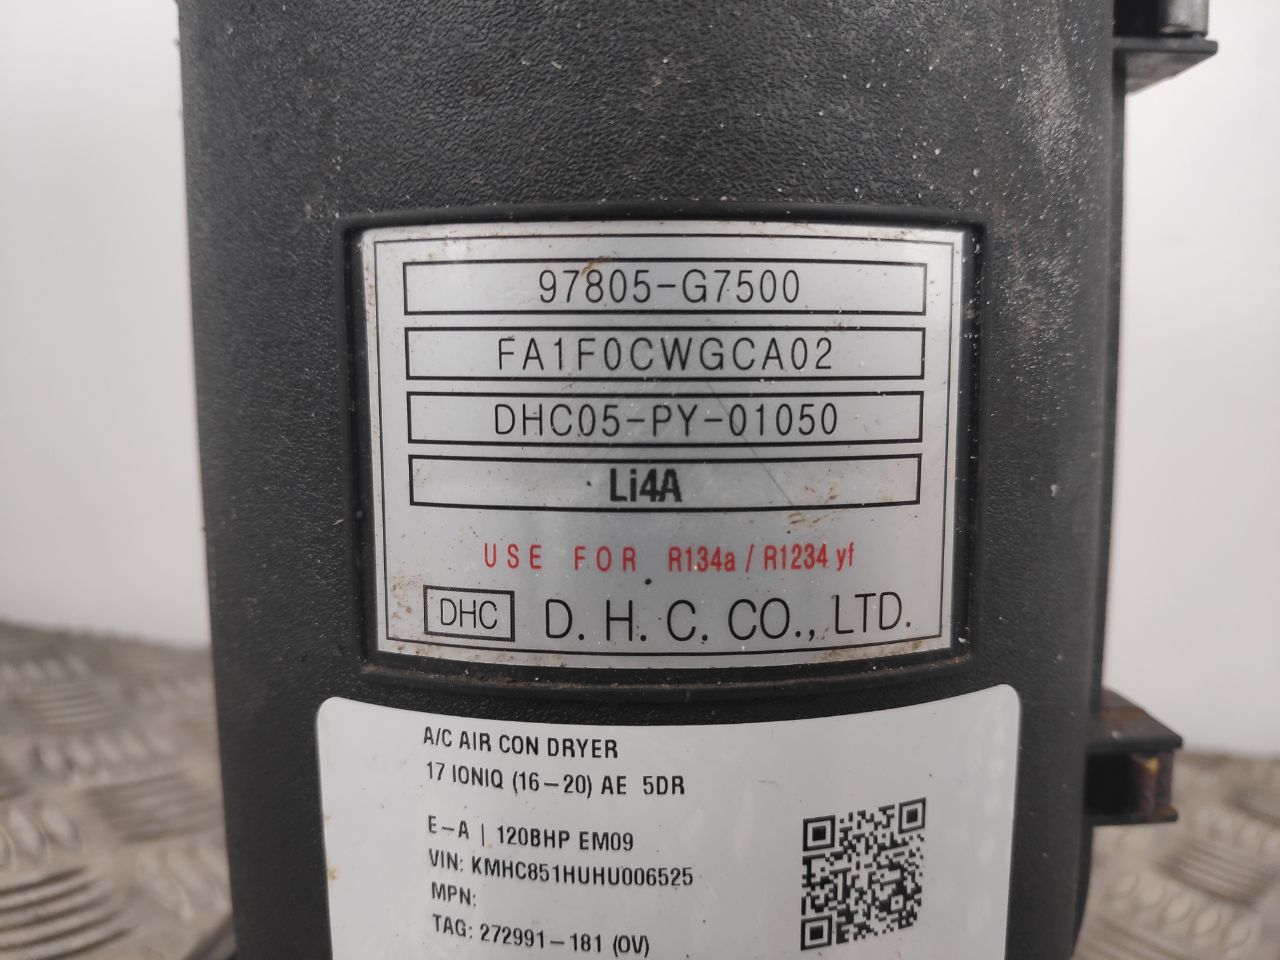 97805-G7500
FA1F0CWGCA02
DHC05-PY-01050
Li4A
USE FOR R134a / R1234 yf
DHC D. H. C. CO., LTD.
A/C AIR CON DRYER
17 IONIQ (16-20) AE 5DR
E-A | 120BHP EM09
VIN: KMHC851HUHU006525
MPN:
TAG: 272991-181 (OV)